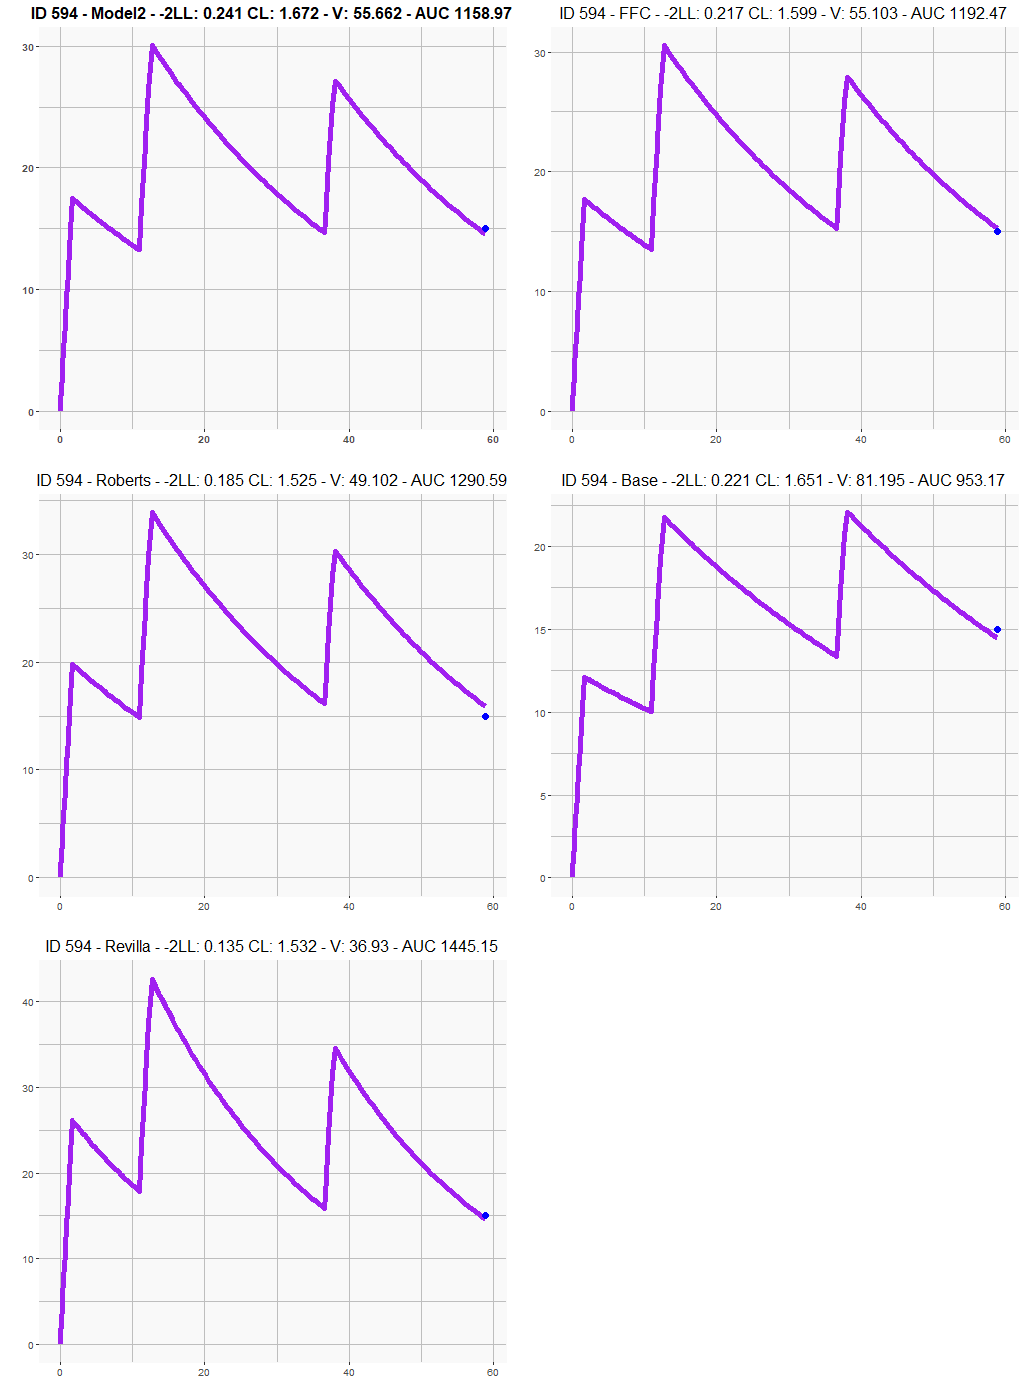 ID 594 - Model2 - -2LL: 0.241 CL: 1.672 - V: 55.662 - AUC 1158.97
30
20
10
0
0 20 40 60
ID 594 - FFC - -2LL: 0.217 CL: 1.599 - V: 55.103 - AUC 1192.47
30
20
10
0
0 20 40 60
ID 594 - Roberts - -2LL: 0.185 CL: 1.525 - V: 49.102 - AUC 1290.59
30
20
10
0
0 20 40 60
ID 594 - Base - -2LL: 0.221 CL: 1.651 - V: 81.195 - AUC 953.17
20
15
10
5
0
0 20 40 60
ID 594 - Revilla - -2LL: 0.135 CL: 1.532 - V: 36.93 - AUC 1445.15
40
30
20
10
0
0 20 40 60